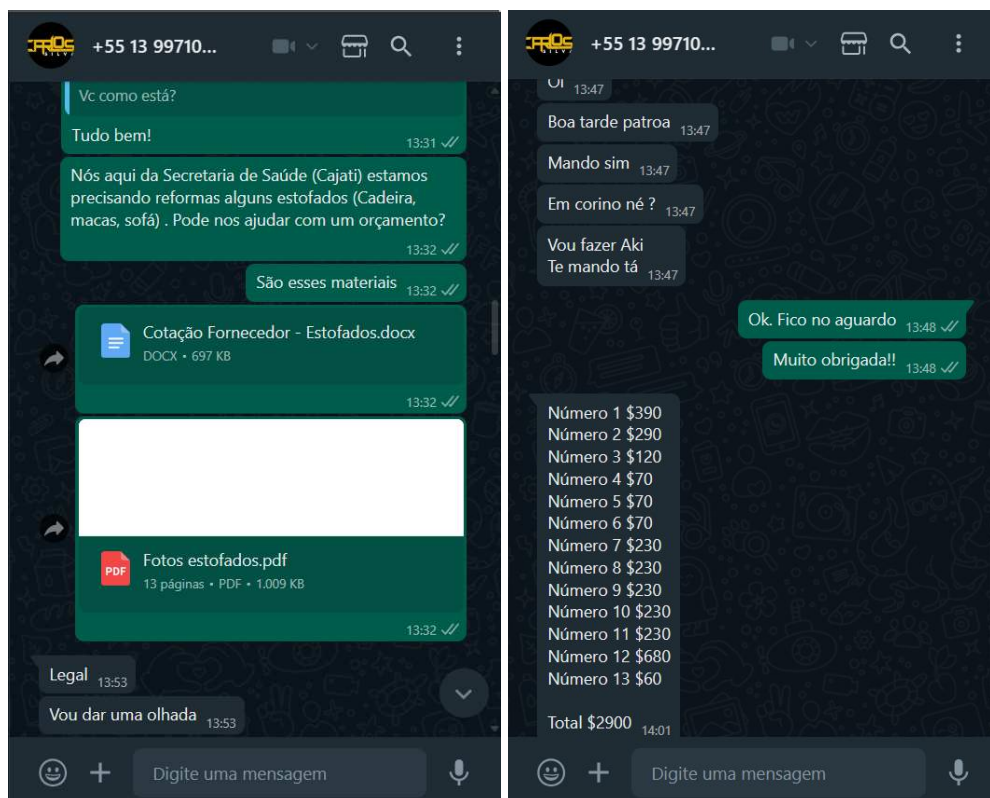 +55 13 99710...
Vc como está?
Tudo bem!
13:31
Nós aqui da Secretaria de Saúde (Cajati) estamos
precisando reformas alguns estofados (Cadeira,
macas, sofá) . Pode nos ajudar com um orçamento?
13:32
São esses materiais 13:32
Cotação Fornecedor - Estofados.docx
DOCX • 697 KB
13:32
PDF
Fotos estofados.pdf
13 páginas • PDF • 1.009 KB
13:32
Legal 13:53
Vou dar uma olhada 13:53
Digite uma mensagem
+55 13 99710...
Oi 13:47
Boa tarde patroa 13:47
Mando sim 13:47
Em corino né ? 13:47
Vou fazer Aki
Te mando tá 13:47
Ok. Fico no aguardo 13:48
Muito obrigada!! 13:48
Número 1 $390
Número 2 $290
Número 3 $120
Número 4 $70
Número 5 $70
Número 6 $70
Número 7 $230
Número 8 $230
Número 9 $230
Número 10 $230
Número 11 $230
Número 12 $680
Número 13 $60
Total $2900 14:01
Digite uma mensagem